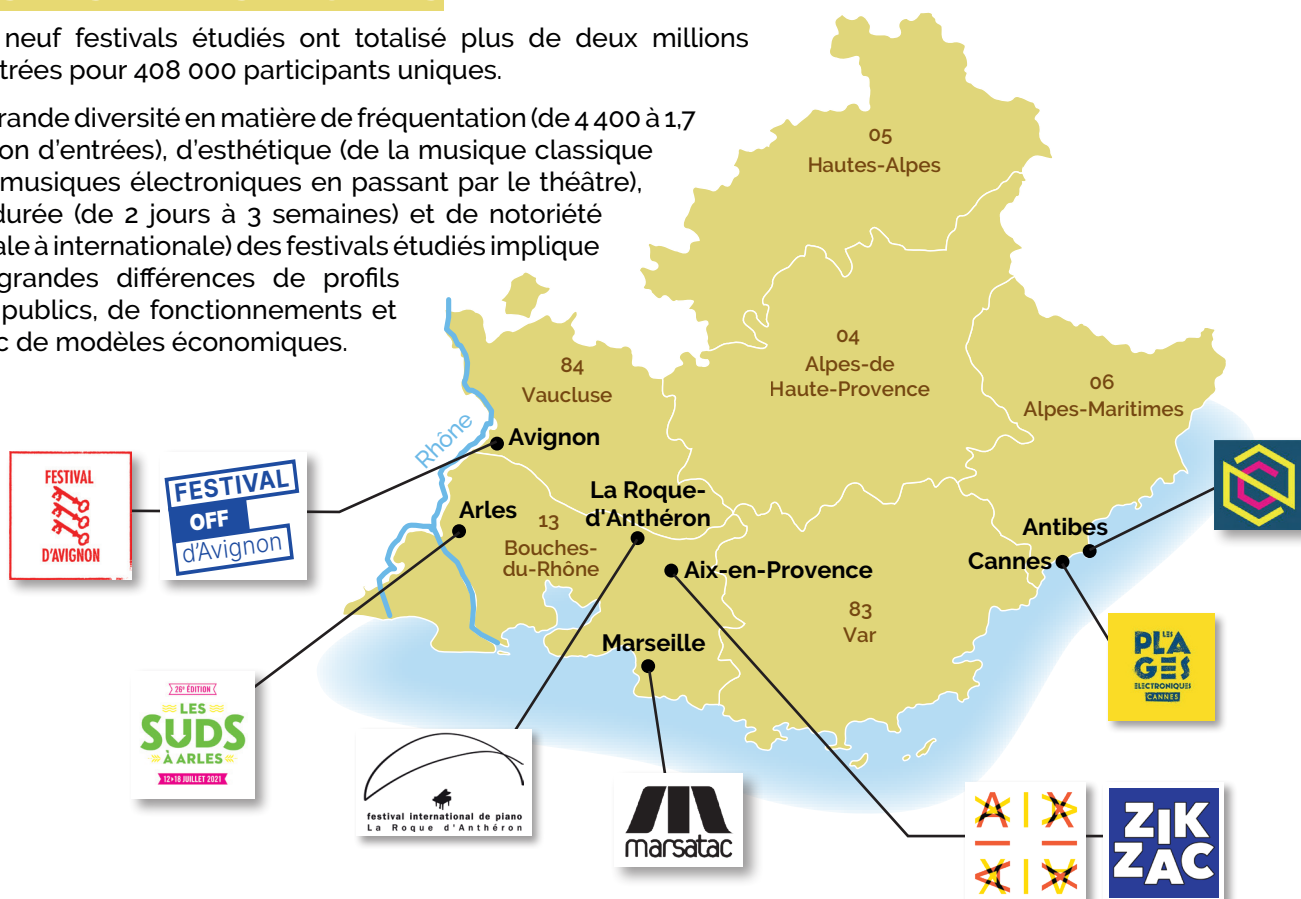 neuf festivals étudiés ont totalisé plus de deux millions
trées pour 408 000 participants uniques.
rande diversité en matière de fréquentation (de 4 400 à 1,7
on d'entrées), d'esthétique (de la musique classique
musiques électroniques en passant par le théâtre),
durée (de 2 jours à 3 semaines) et de notoriété
ale à internationale) des festivals étudiés implique
grandes différences de profils
publics, de fonctionnements et
c de modèles économiques.
05
Hautes-Alpes
04
Alpes-de
Haute-Provence
06
Alpes-Maritimes
84
Vaucluse
Rhône
Avignon
FESTIVAL
D'AVIGNON
FESTIVAL
OFF
d'Avignon
Arles
13
Bouches-
du-Rhône
La Roque-
d'Anthéron
Aix-en-Provence
Antibes
Cannes
83
Var
Marseille
LES
PLA
GES
ELECTRONIQUES
CANNES
26e ÉDITION
LES
SUDS
À ARLES
12>18 JUILLET 2021
festival international de piano
La Roque d'Anthéron
marsatac
A I X
ZIK
ZAC